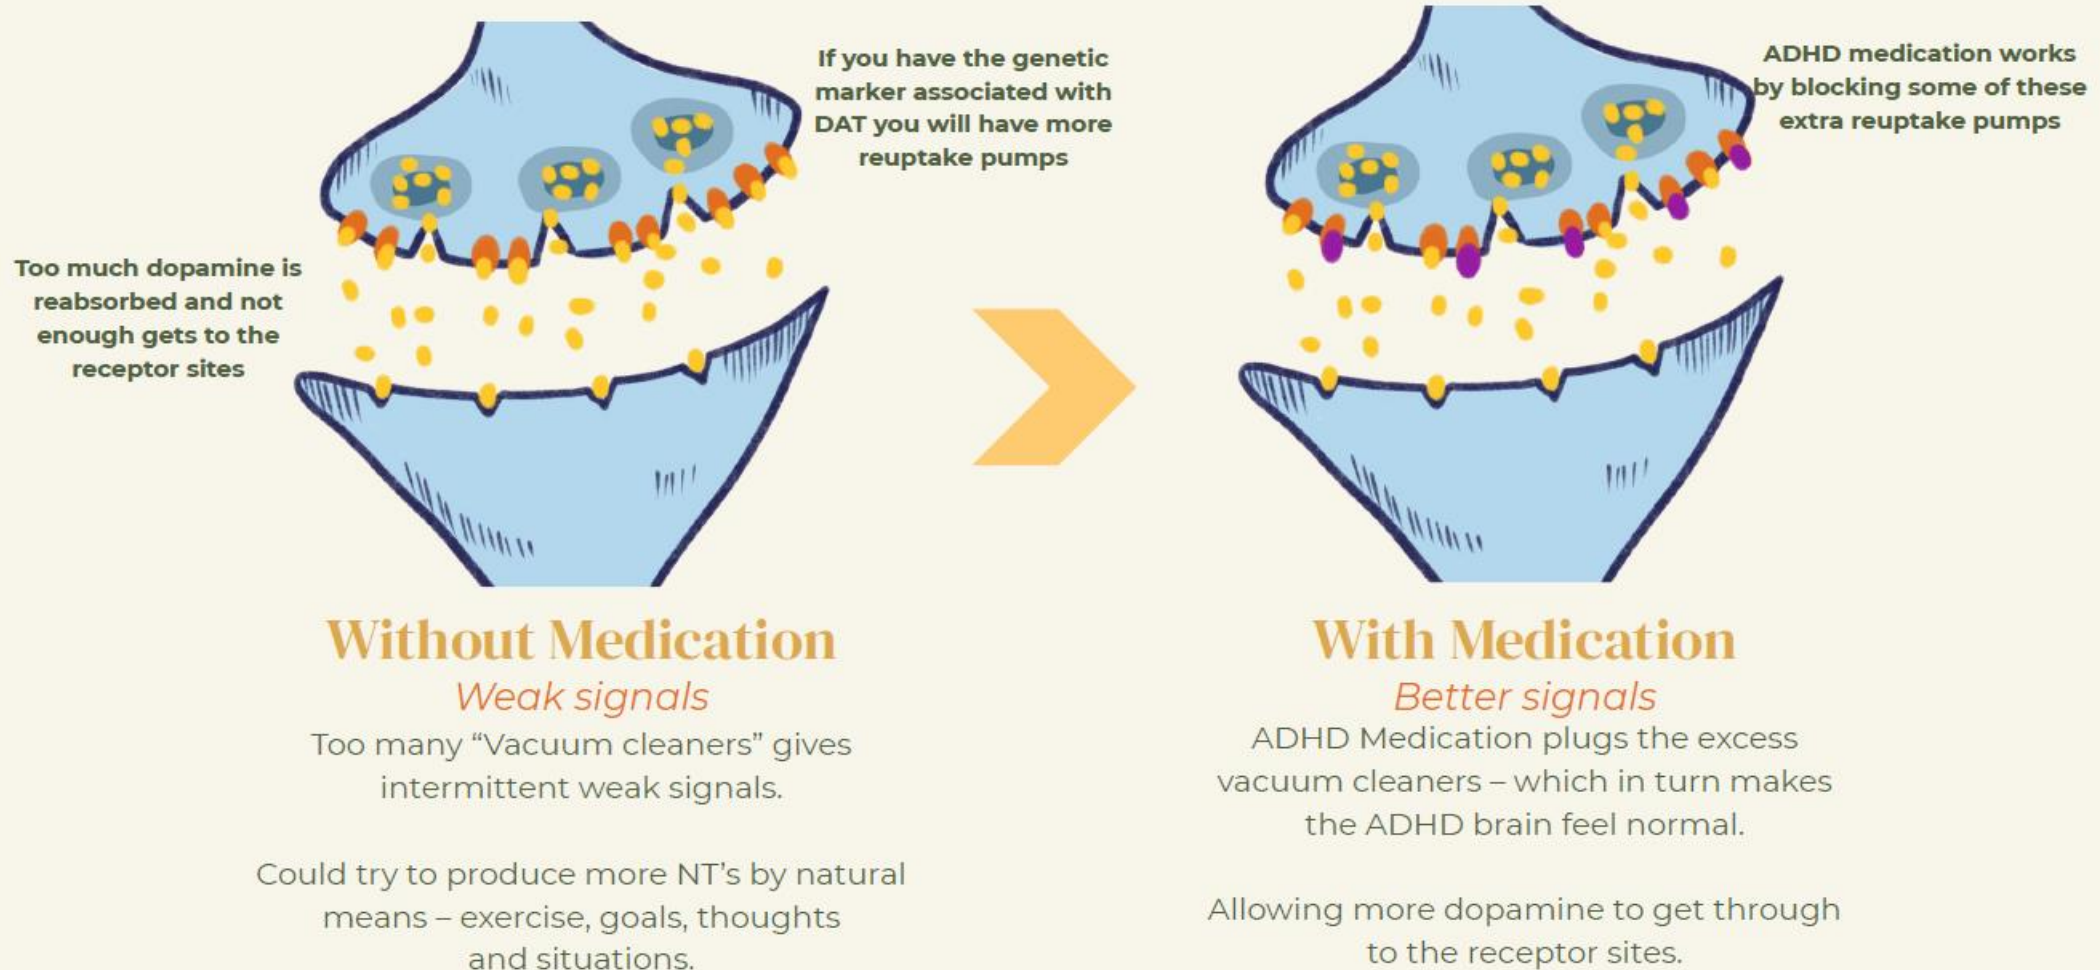 If you have the genetic
marker associated with
DAT you will have more
reuptake pumps
Too much dopamine is
reabsorbed and not
enough gets to the
receptor sites
Without Medication
Weak signals
Too many “Vacuum cleaners” gives
intermittent weak signals.
Could try to produce more NT’s by natural
means – exercise, goals, thoughts
and situations.
ADHD medication works
by blocking some of these
extra reuptake pumps
With Medication
Better signals
ADHD Medication plugs the excess
vacuum cleaners – which in turn makes
the ADHD brain feel normal.
Allowing more dopamine to get through
to the receptor sites.